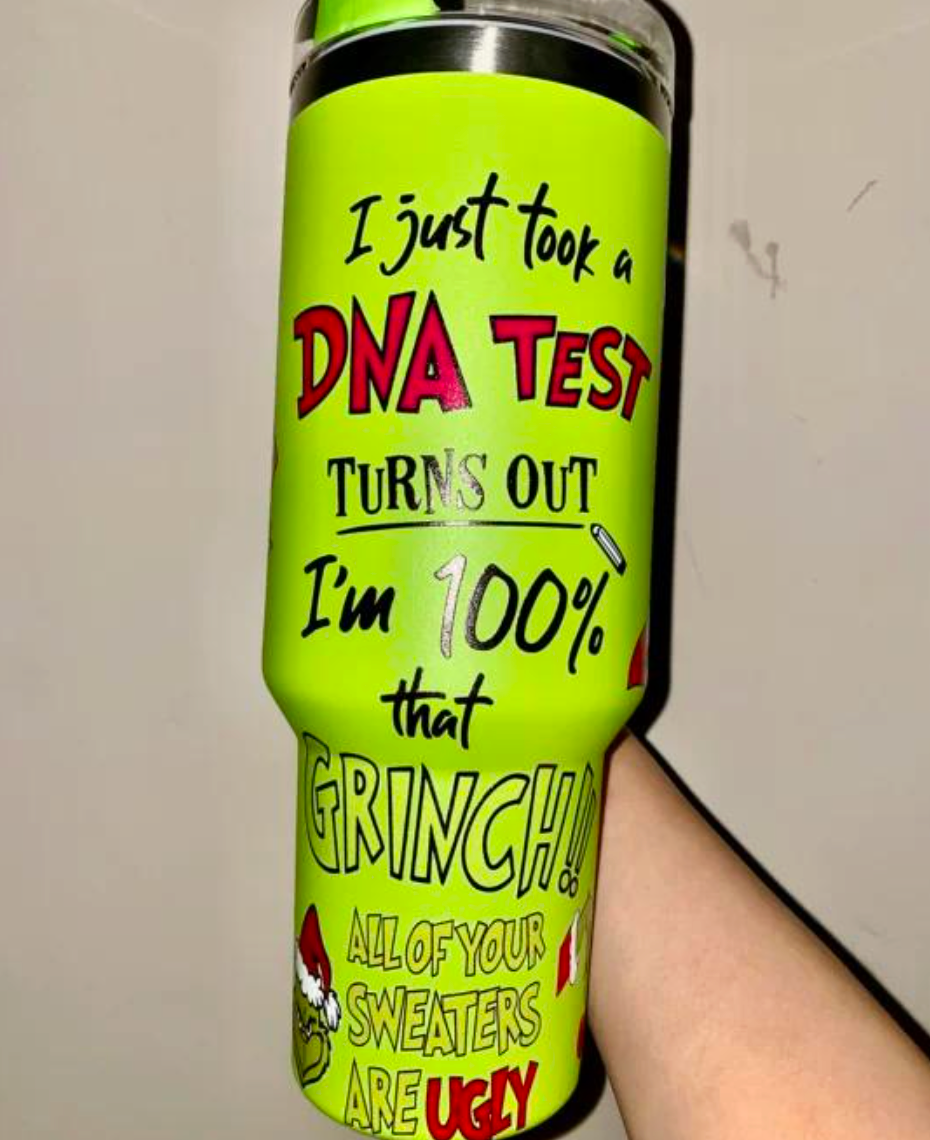 I just took a
DNA TEST
TURNS OUT
I'm 100%
that
GRINCH!!
ALL OF YOUR
SWEATERS
ARE UGLY